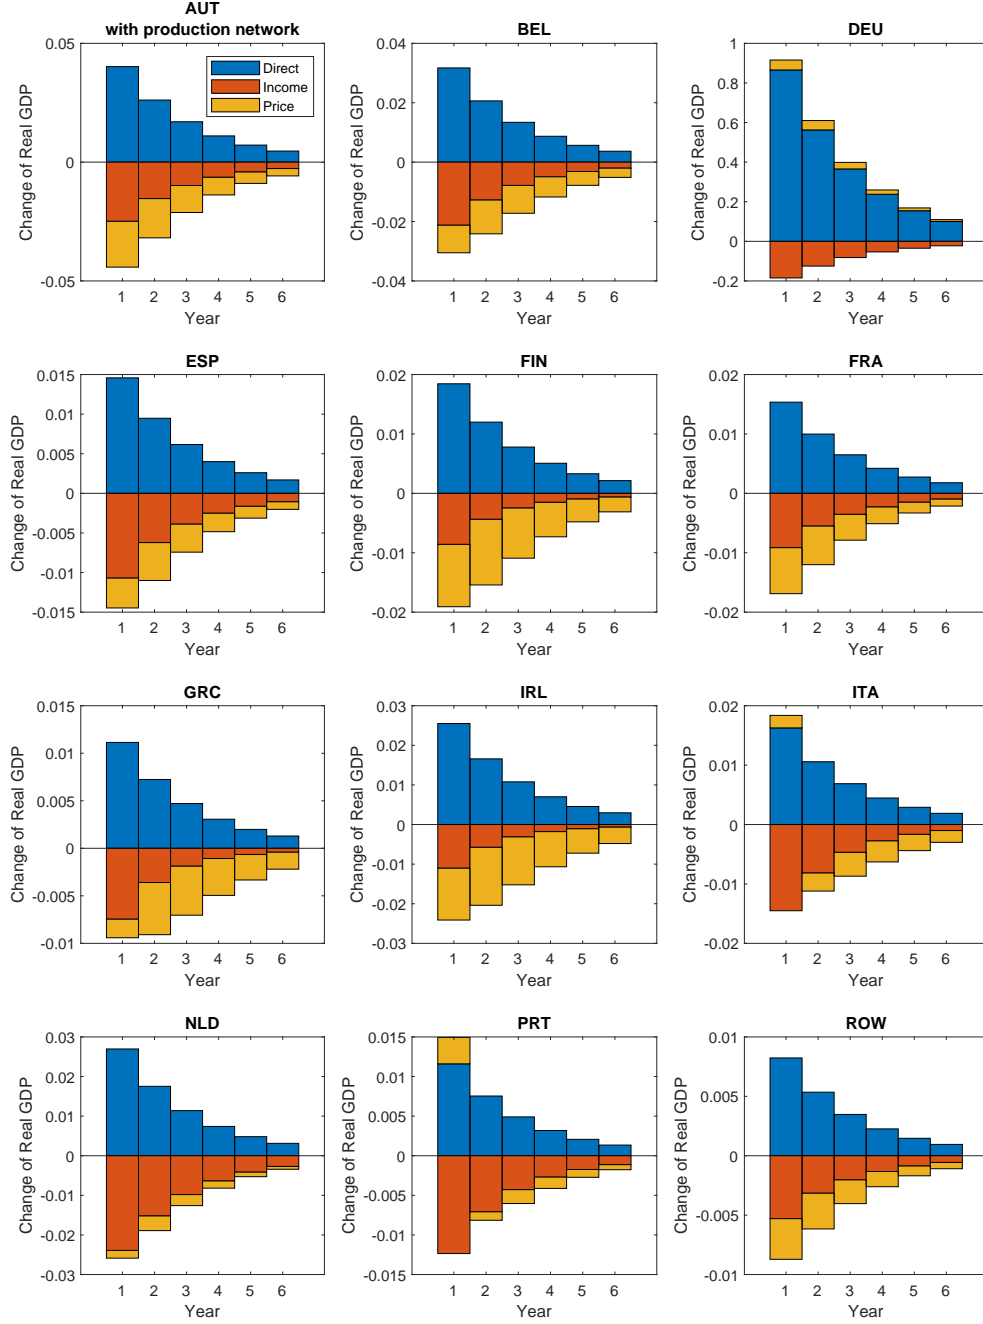 AUT
with production network
BEL
DEU
0.05
0
-0.05
Change of Real GDP
Direct
Income
Price
1 2 3 4 5 6
Year
0.04
0.02
0
-0.02
-0.04
Change of Real GDP
1 2 3 4 5 6
Year
1
0.8
0.6
0.4
0.2
0
-0.2
Change of Real GDP
1 2 3 4 5 6
Year
ESP
0.015
0.01
0.005
0
-0.005
-0.01
-0.015
Change of Real GDP
1 2 3 4 5 6
Year
FIN
0.02
0.01
0
-0.01
-0.02
Change of Real GDP
1 2 3 4 5 6
Year
FRA
0.02
0.01
0
-0.01
-0.02
Change of Real GDP
1 2 3 4 5 6
Year
GRC
0.015
0.01
0.005
0
-0.005
-0.01
Change of Real GDP
1 2 3 4 5 6
Year
IRL
0.03
0.02
0.01
0
-0.01
-0.02
-0.03
Change of Real GDP
1 2 3 4 5 6
Year
ITA
0.02
0.01
0
-0.01
-0.02
Change of Real GDP
1 2 3 4 5 6
Year
NLD
0.03
0.02
0.01
0
-0.01
-0.02
-0.03
Change of Real GDP
1 2 3 4 5 6
Year
PRT
0.015
0.01
0.005
0
-0.005
-0.01
-0.015
Change of Real GDP
1 2 3 4 5 6
Year
ROW
0.01
0.005
0
-0.005
-0.01
Change of Real GDP
1 2 3 4 5 6
Year